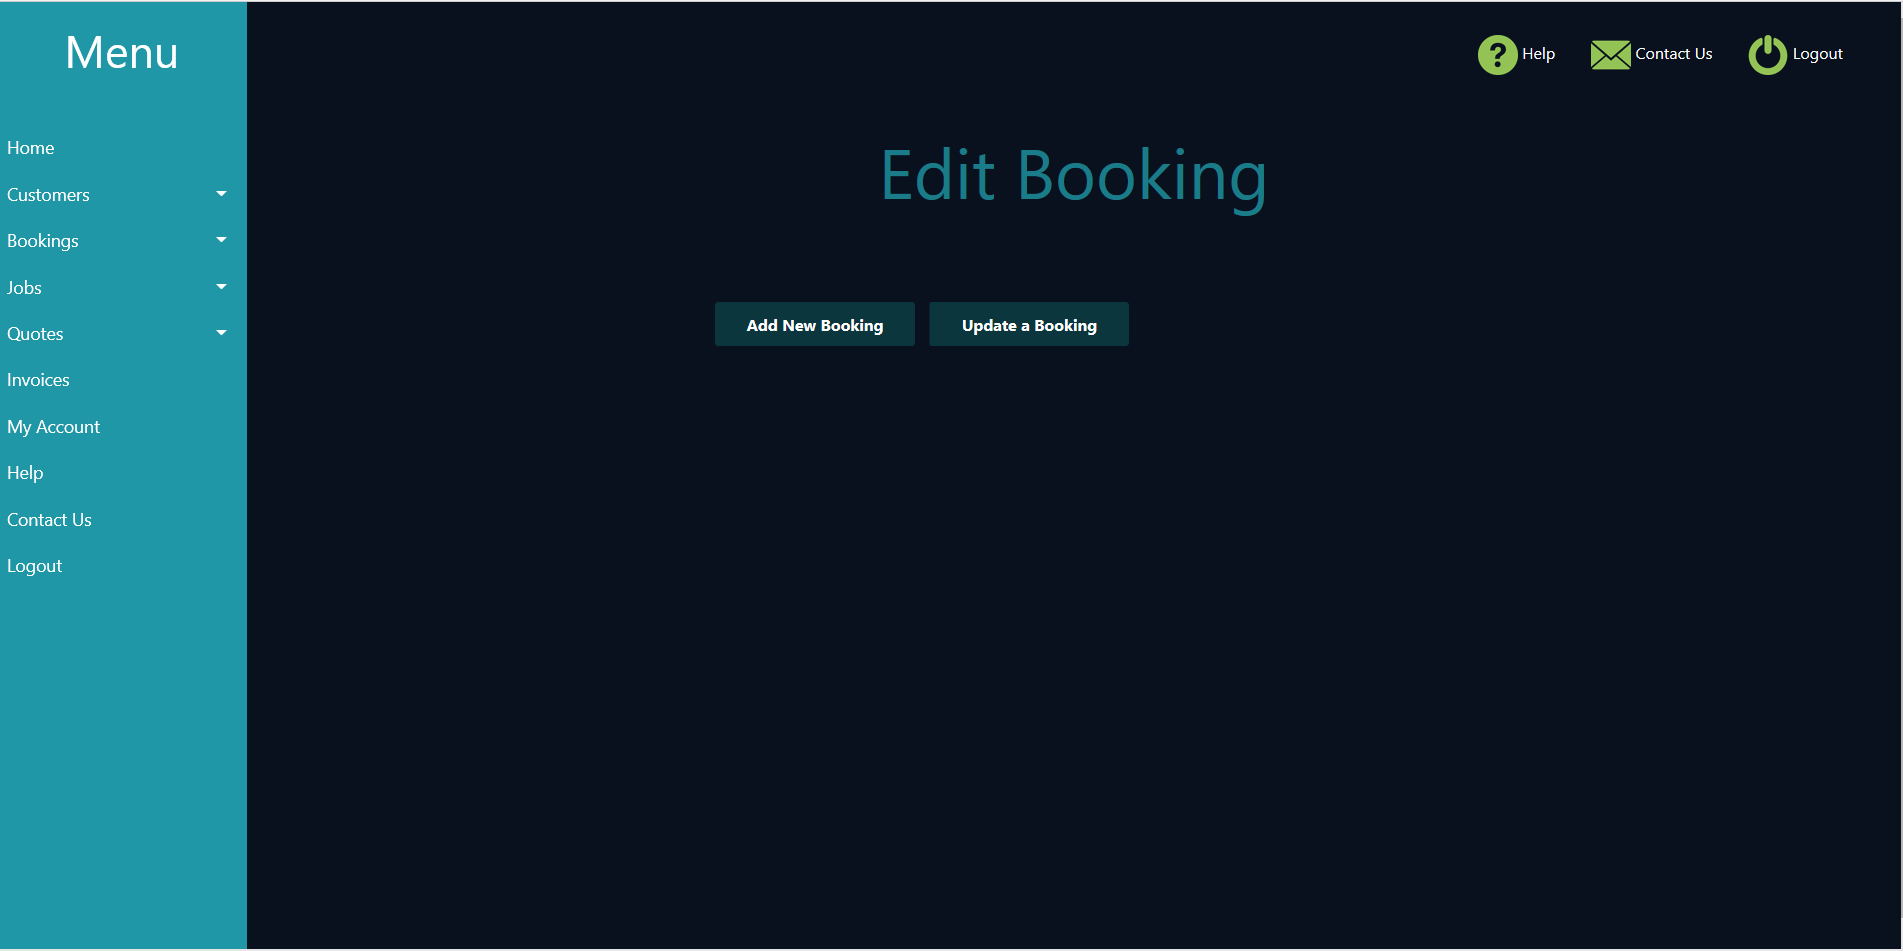 Menu
Help Contact Us Logout
Home
Edit Booking
Customers
Bookings
Jobs
Add New Booking Update a Booking
Quotes
Invoices
My Account
Help
Contact Us
Logout